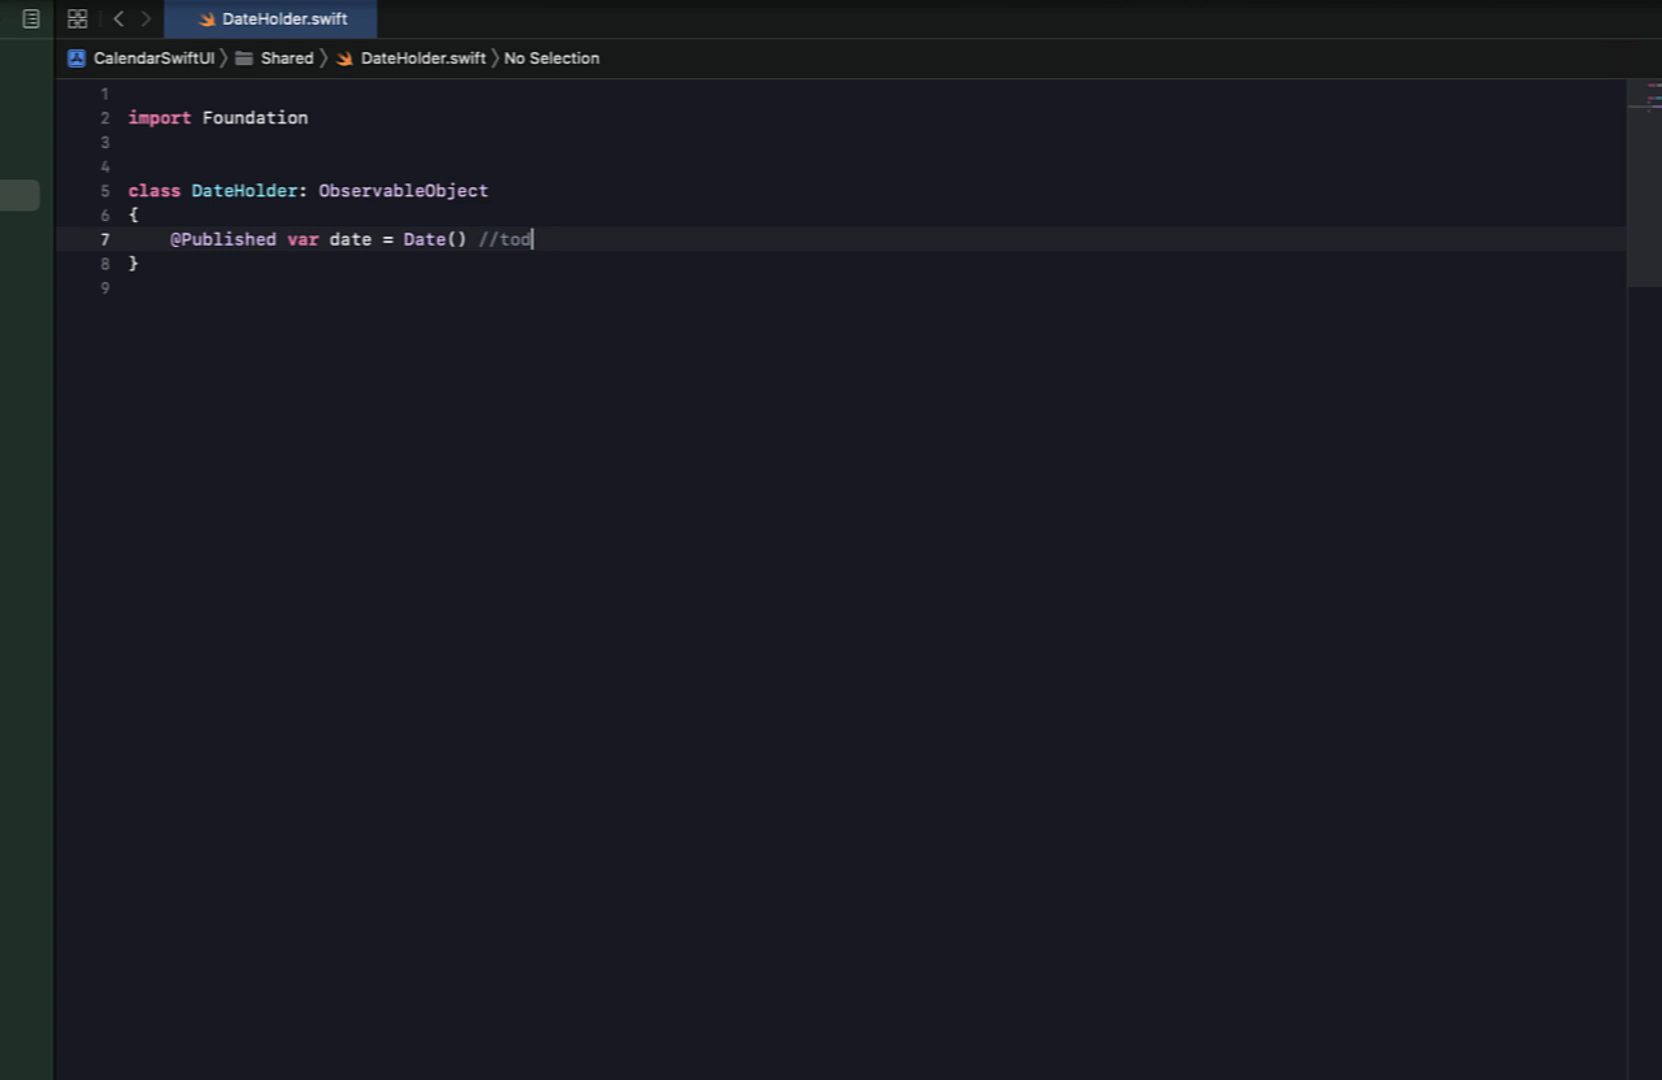 DateHolder.swift
CalendarSwiftUI 〉 Shared 〉 DateHolder.swift 〉 No Selection
1
2 import Foundation
3
4
5 class DateHolder: ObservableObject
6 {
7 @Published var date = Date() //tod
8 }
9